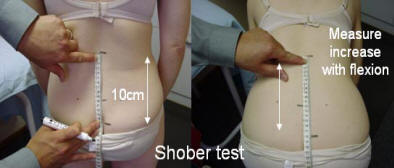 10cm
Measure
increase
with flexion
Shober test